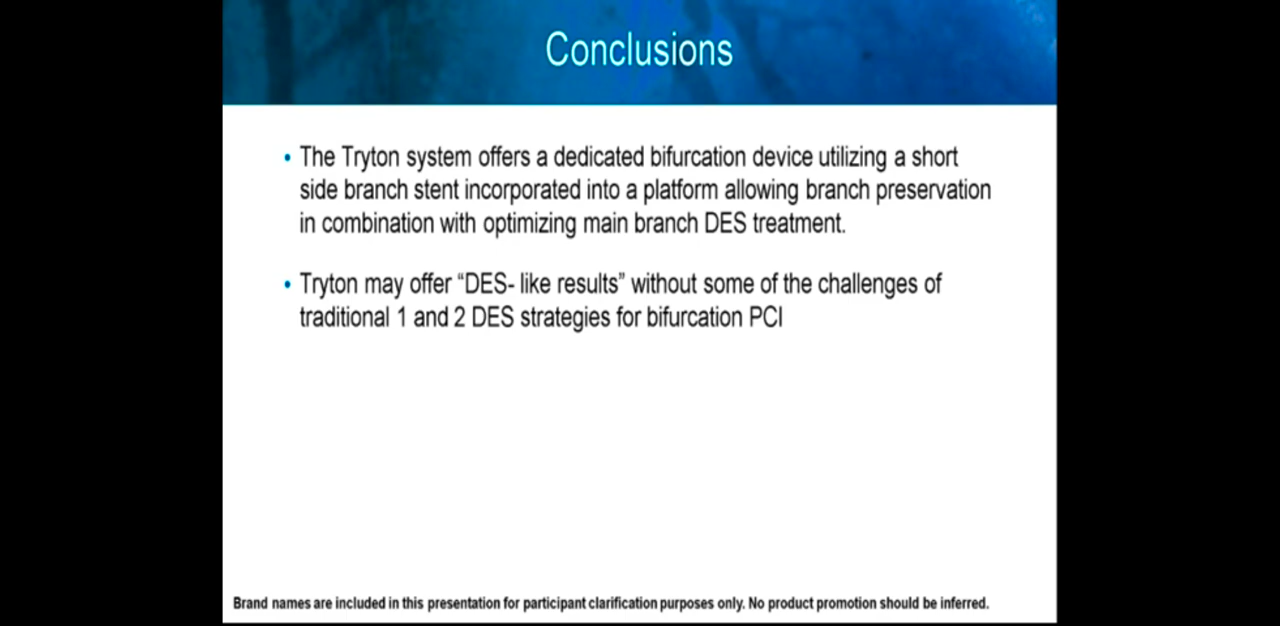 Conclusions
• The Tryton system offers a dedicated bifurcation device utilizing a short
side branch stent incorporated into a platform allowing branch preservation
in combination with optimizing main branch DES treatment.
• Tryton may offer “DES- like results” without some of the challenges of
traditional 1 and 2 DES strategies for bifurcation PCI
Brand names are included in this presentation for participant clarification purposes only. No product promotion should be inferred.